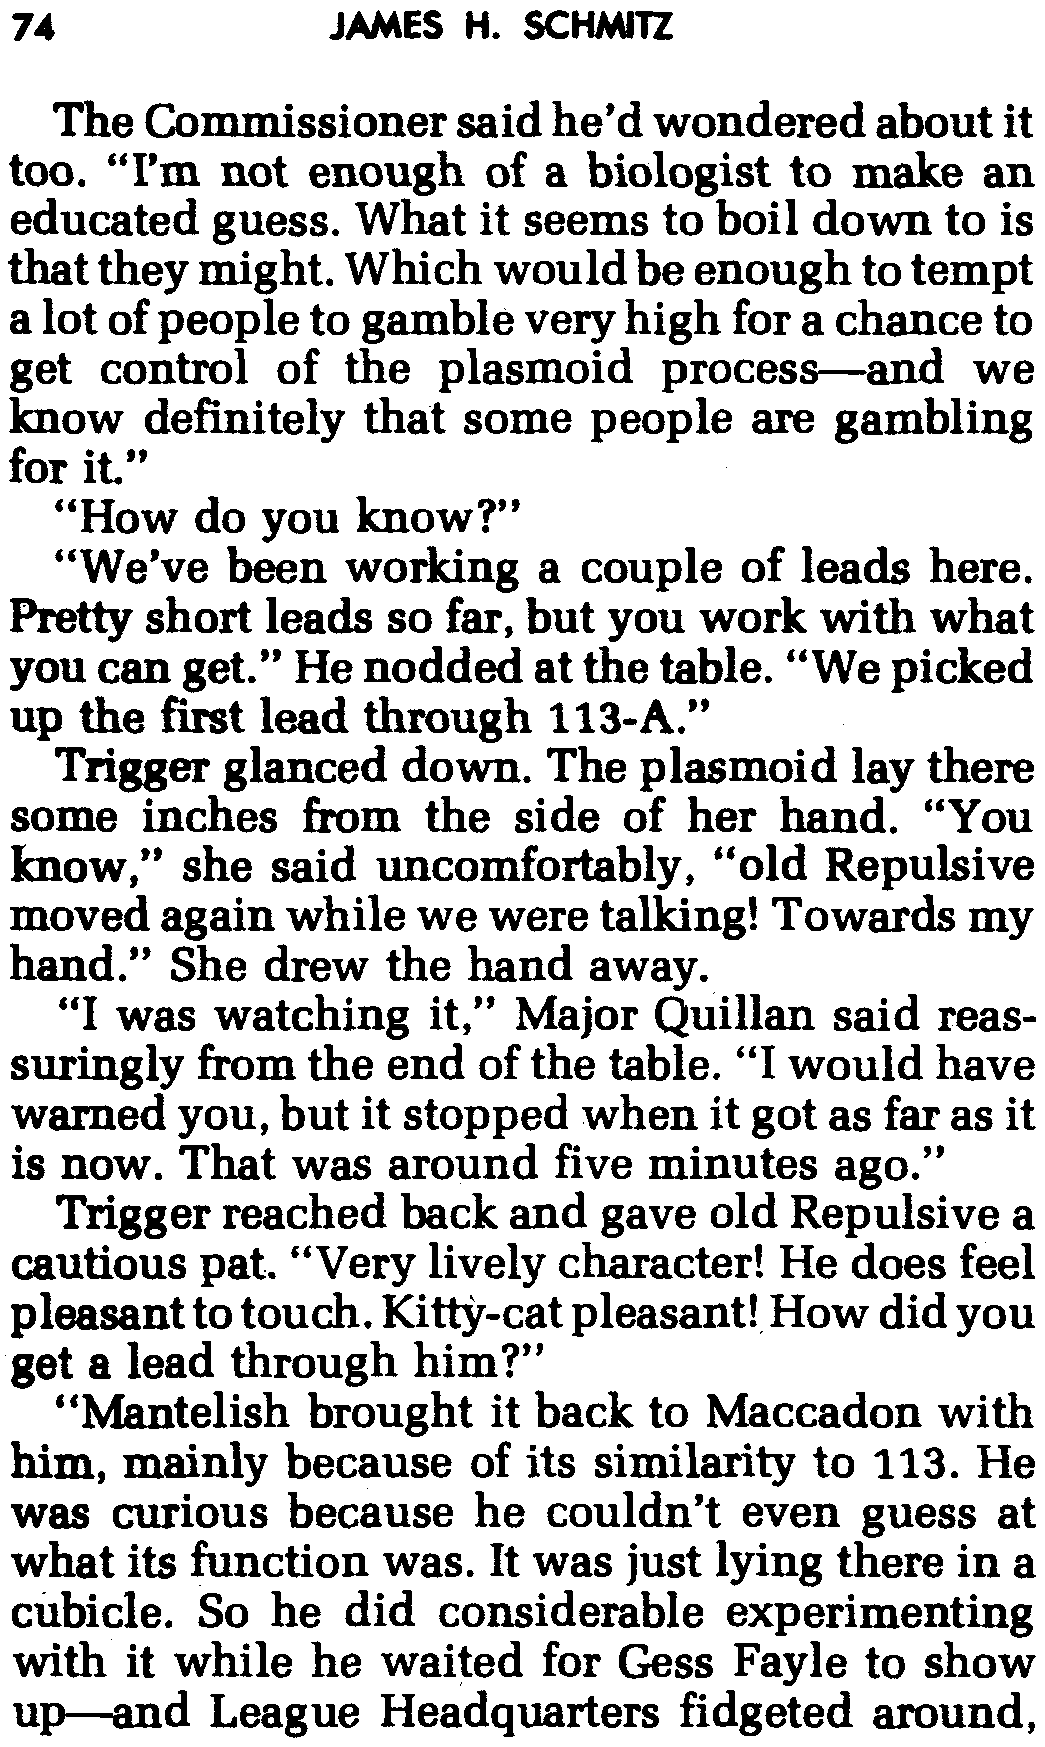 74 JAMES H. SCHMITZ
The Commissioner said he'd wondered about it
too. “I'm not enough of a biologist to make an
educated guess. What it seems to boil down to is
that they might. Which would be enough to tempt
a lot of people to gamble very high for a chance to
get control of the plasmoid process—and we
know definitely that some people are gambling
for it.”
“How do you know?”
“We've been working a couple of leads here.
Pretty short leads so far, but you work with what
you can get.” He nodded at the table. “We picked
up the first lead through 113-A.”
Trigger glanced down. The plasmoid lay there
some inches from the side of her hand. “You
know,” she said uncomfortably, “old Repulsive
moved again while we were talking! Towards my
hand.” She drew the hand away.
“I was watching it,” Major Quillan said reas-
suringly from the end of the table. “I would have
warned you, but it stopped when it got as far as it
is now. That was around five minutes ago.”
Trigger reached back and gave old Repulsive a
cautious pat. “Very lively character! He does feel
pleasant to touch. Kitty-cat pleasant! How did you
get a lead through him?”
“Mantelish brought it back to Maccadon with
him, mainly because of its similarity to 113. He
was curious because he couldn't even guess at
what its function was. It was just lying there in a
cubicle. So he did considerable experimenting
with it while he waited for Gess Fayle to show
up—and League Headquarters fidgeted around,